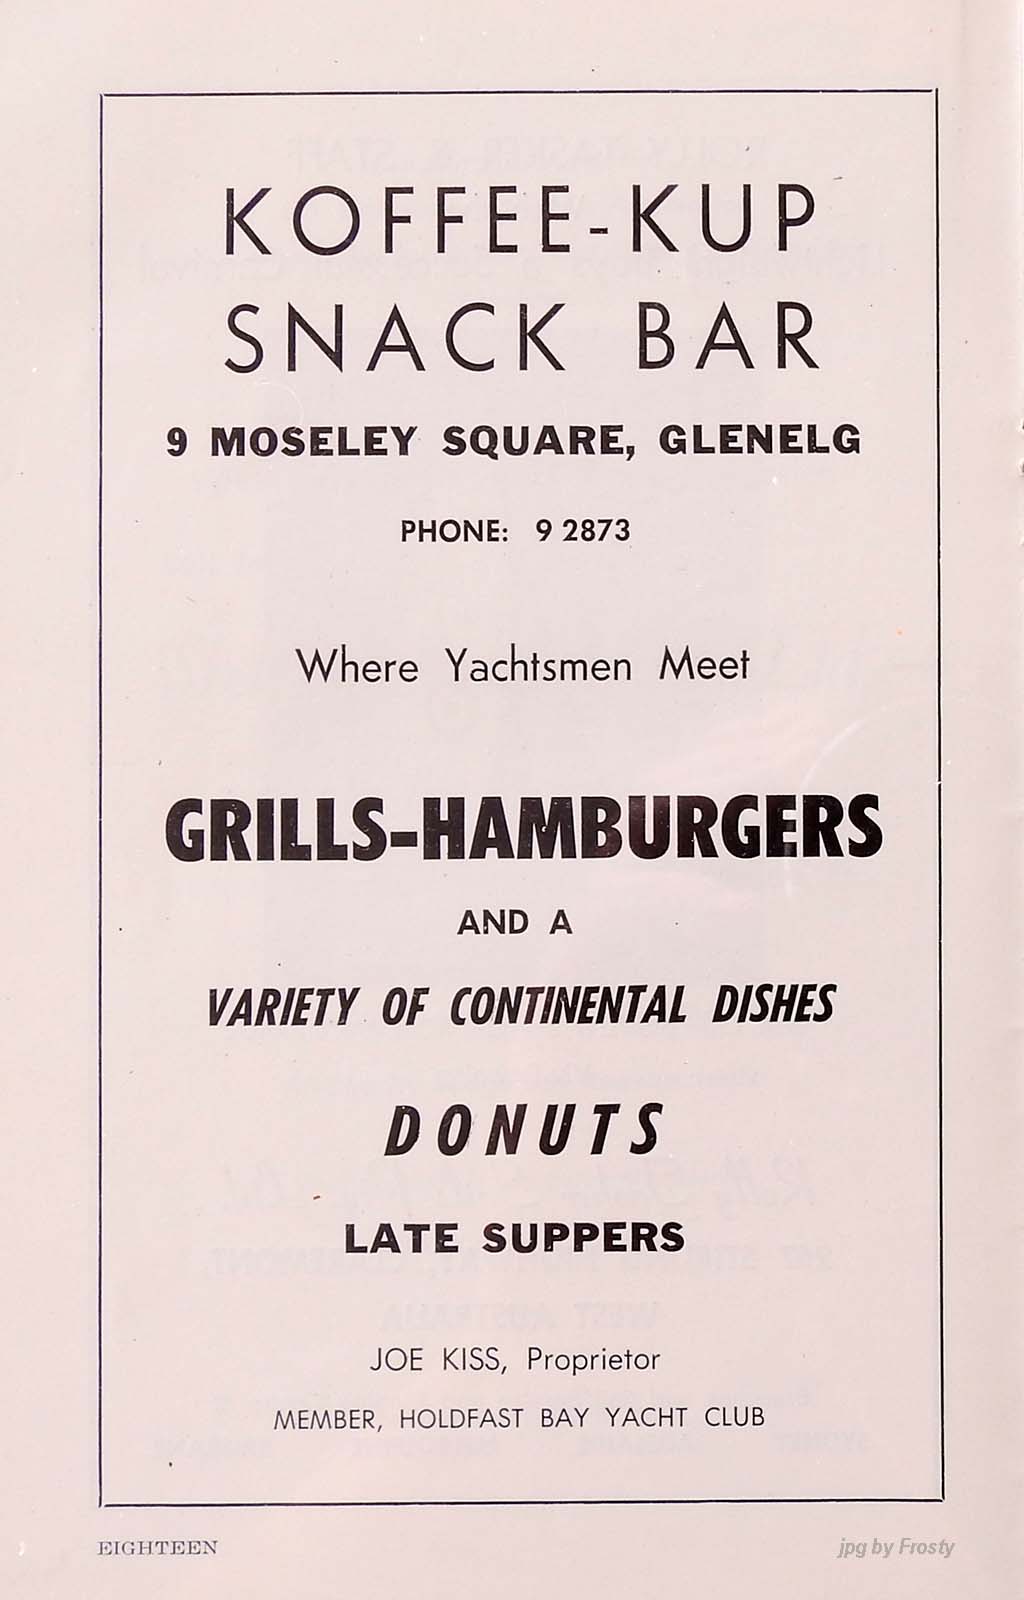 KOFFEE-KUP
SNACK BAR
9 MOSELEY SQUARE, GLENELG
PHONE: 9 2873
Where Yachtsmen Meet
GRILLS-HAMBURGERS
AND A
VARIETY OF CONTINENTAL DISHES
DONUTS
LATE SUPPERS
JOE KISS, Proprietor
MEMBER, HOLDFAST BAY YACHT CLUB
EIGHTEEN
jpg by Frosty